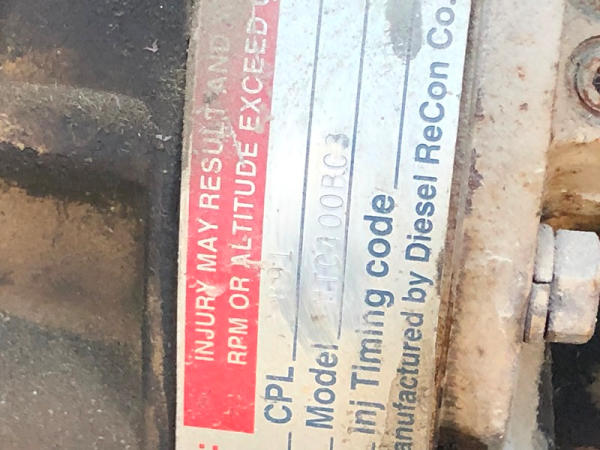 INJURY MAY RESULT AND
RPM OR ALTITUDE EXCEED
CPL
Model
Inj Timing code
anufactured by Diesel ReCon Co.